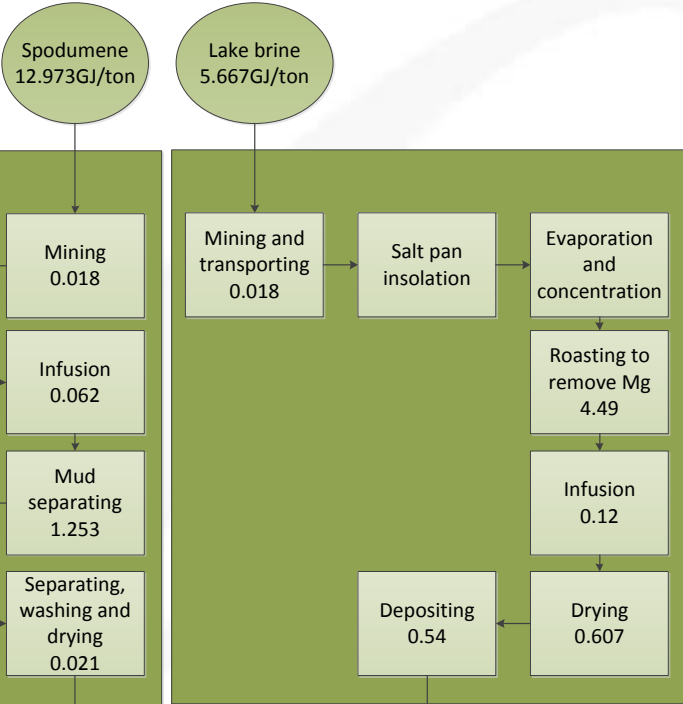 Spodumene
12.973GJ/ton
Lake brine
5.667GJ/ton
Mining
0.018
Infusion
0.062
Mud
separating
1.253
Separating,
washing and
drying
0.021
Mining and
transporting
0.018
Salt pan
insolation
Evaporation
and
concentration
Roasting to
remove Mg
4.49
Infusion
0.12
Drying
0.607
Depositing
0.54